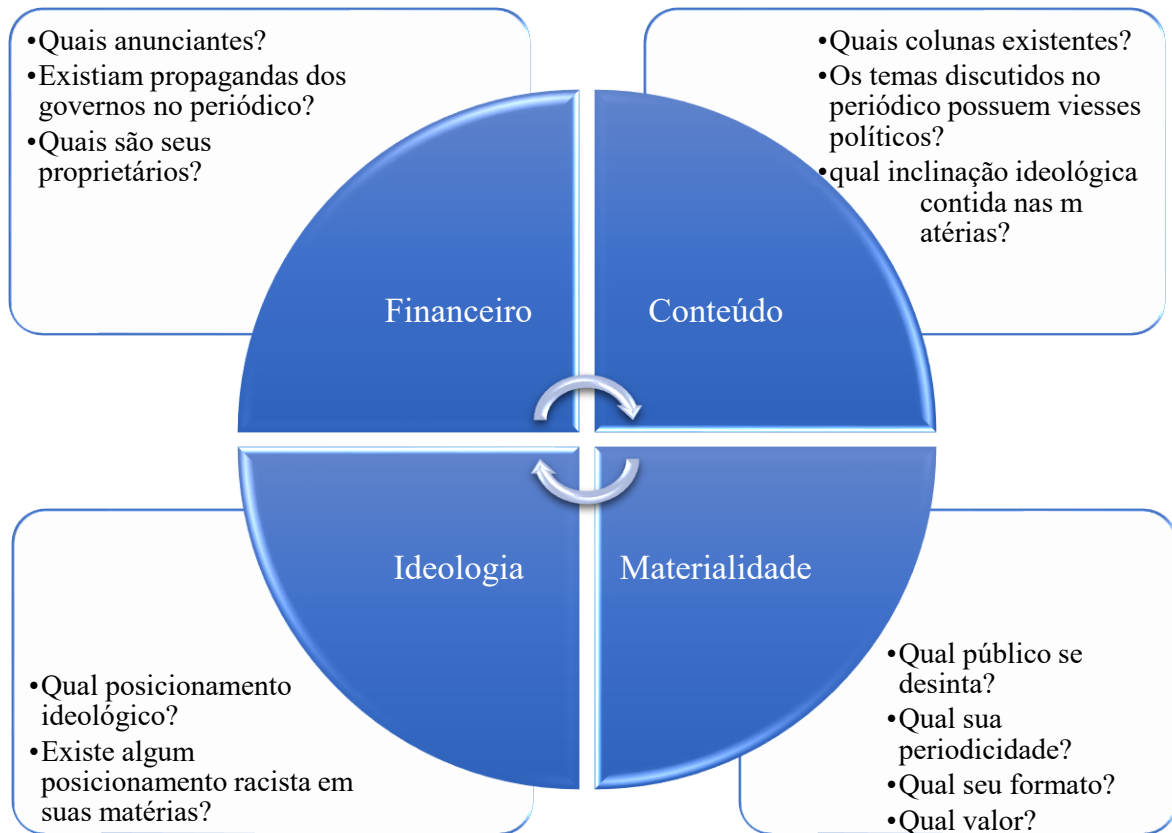 •Quais anunciantes?
•Existiam propagandas dos
governos no periódico?
•Quais são seus
proprietários?
•Quais colunas existentes?
•Os temas discutidos no
periódico possuem viesses
políticos?
•qual inclinação ideológica
contida nas m
atérias?
Financeiro
Conteúdo
Ideologia
Materialidade
•Qual posicionamento
ideológico?
•Existe algum
posicionamento racista em
suas matérias?
•Qual público se
desinta?
•Qual sua
periodicidade?
•Qual seu formato?
•Qual valor?